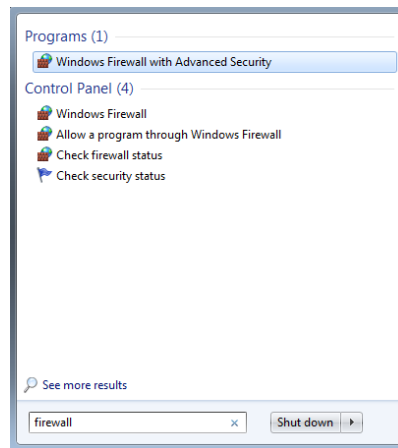 Programs (1)
Windows Firewall with Advanced Security
Control Panel (4)
Windows Firewall
Allow a program through Windows Firewall
Check firewall status
Check security status
See more results
firewall
Shut down